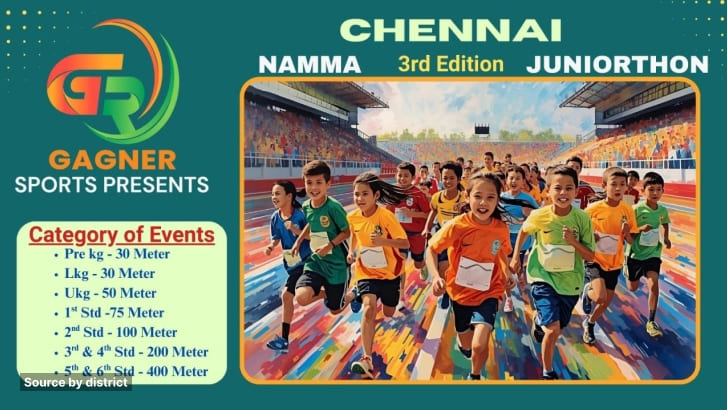 CHENNAI
NAMMA 3rd Edition JUNIORTHON
GR
GAGNER
SPORTS PRESENTS
Category of Events
• Pre kg - 30 Meter
• Lkg - 30 Meter
• Ukg - 50 Meter
• 1st Std -75 Meter
• 2nd Std - 100 Meter
• 3rd & 4th Std - 200 Meter
• 5th & 6th Std - 400 Meter
Source by district